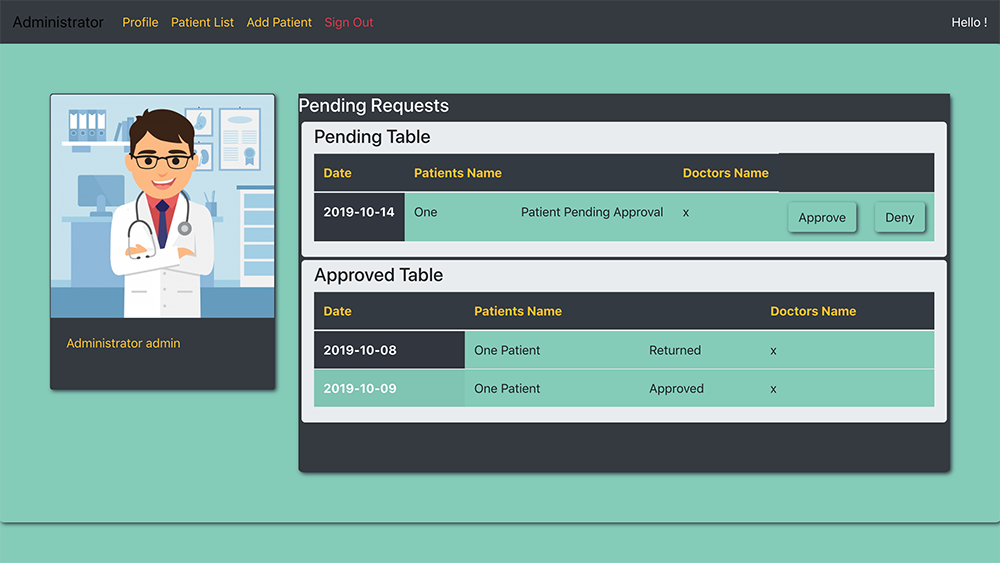 Administrator Profile Patient List Add Patient Sign Out Hello !
Administrator admin
Pending Requests
Pending Table
Date Patients Name Doctors Name
2019-10-14 One Patient Pending Approval x Approve Deny
Approved Table
Date Patients Name Doctors Name
2019-10-08 One Patient Returned x
2019-10-09 One Patient Approved x